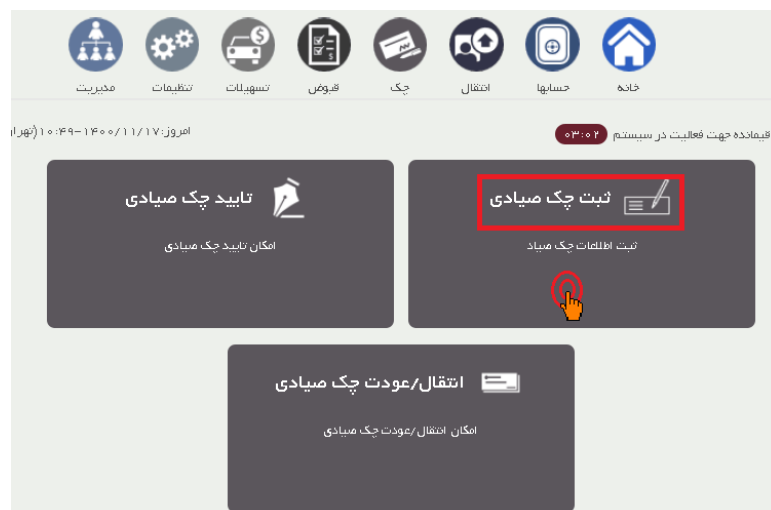 خانه حسابها انتقال چک قبوض تسهیلات تنظیمات مدیریت
قیمانده جهت فعالیت در سیستم ۰۳:۰۲
امروز:۱۴۰۰/۱۱/۱۷-۱۰:۴۹(تهرا
ثبت چک صیادی
ثبت اطلاعات چک صیاد
تایید چک صیادی
امکان تایید چک صیادی
انتقال/عودت چک صیادی
امکان انتقال/عودت چک صیادی